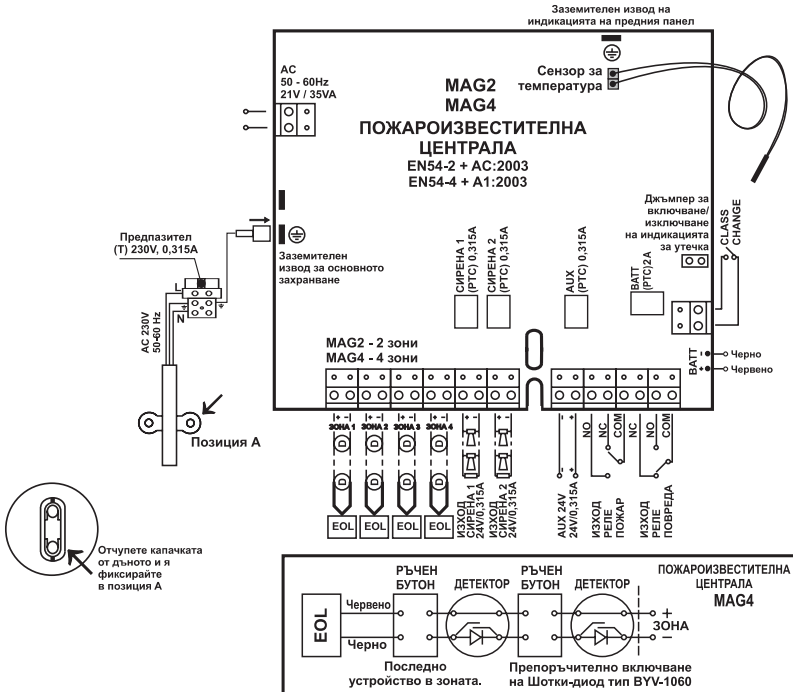 Заземителен извод на
индикацията на предния панел
AC
50 - 60Hz
21V / 35VA
MAG2
MAG4
ПОЖАРОИЗВЕСТИТЕЛНА
ЦЕНТРАЛА
EN54-2 + AC:2003
EN54-4 + A1:2003
Сензор за
температура
Джъмпер за
включване/
изключване
на индикацията
за утечка
CLASS
CHANGE
Предпазител
(T) 230V, 0,315A
L
N
AC 230V
50-60 Hz
Заземителен
извод за основното
захранване
СИРЕНА 1
(PTC) 0,315A
СИРЕНА 2
(PTC) 0,315A
AUX
(PTC) 0,315A
BATT
(PTC)2A
MAG2 - 2 зони
MAG4 - 4 зони
BATT
- Черно
+ Червено
Позиция А
+ - + - + - + - + - + -
ЗОНА 1 ЗОНА 2 ЗОНА 3 ЗОНА 4
D D D D
D D D D
EOL EOL EOL EOL
ИЗХОД
СИРЕНА 1
24V/0,315A
ИЗХОД
СИРЕНА 2
24V/0,315A
- +
- +
AUX 24V
24V/0,315A
NO NC COM NC NO COM
ИЗХОД
РЕЛЕ
ПОЖАР
ИЗХОД
РЕЛЕ
ПОВРЕДА
Отчупете капачката
от дъното и я
фиксирайте
в позиция А
EOL
Червено
Черно
РЪЧЕН
БУТОН
ДЕТЕКТОР
РЪЧЕН
БУТОН
ДЕТЕКТОР
ПОЖАРОИЗВЕСТИТЕЛНА
ЦЕНТРАЛА
MAG4
+
ЗОНА
-
Последно
устройство в зоната.
Препоръчително включване
на Шотки-диод тип BYV-1060